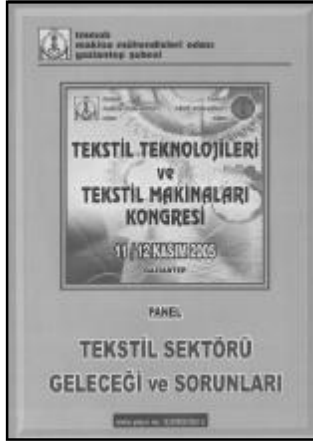 tmmob
makina mühendisleri odası
gaziantep şubesi
TEKSTİL TEKNOLOJİLERİ
ve
TEKSTİL MAKİNALARI
KONGRESİ
11/12 KASIM 2005
GAZİANTEP
PANEL
TEKSTİL SEKTÖRÜ
GELECEĞİ ve SORUNLARI